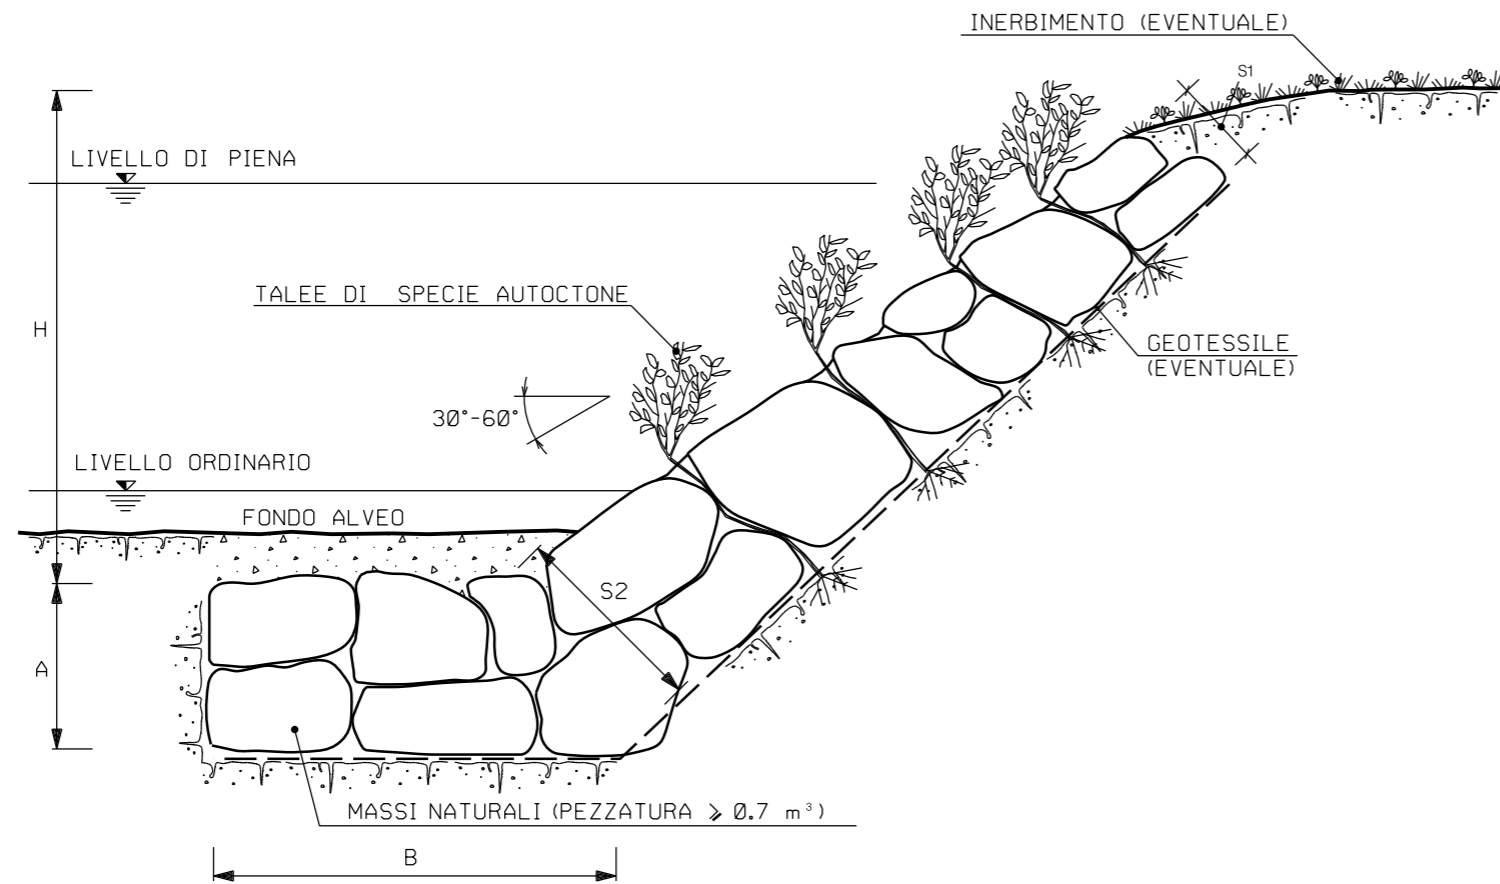 INERBIMENTO (EVENTUALE)
S1
LIVELLO DI PIENA
TALEE DI SPECIE AUTOCTONE
H
GEOTESSILE
(EVENTUALE)
30°-60°
LIVELLO ORDINARIO
FONDO ALVEO
S2
A
MASSI NATURALI (PEZZATURA ⩾ 0.7 m³)
B